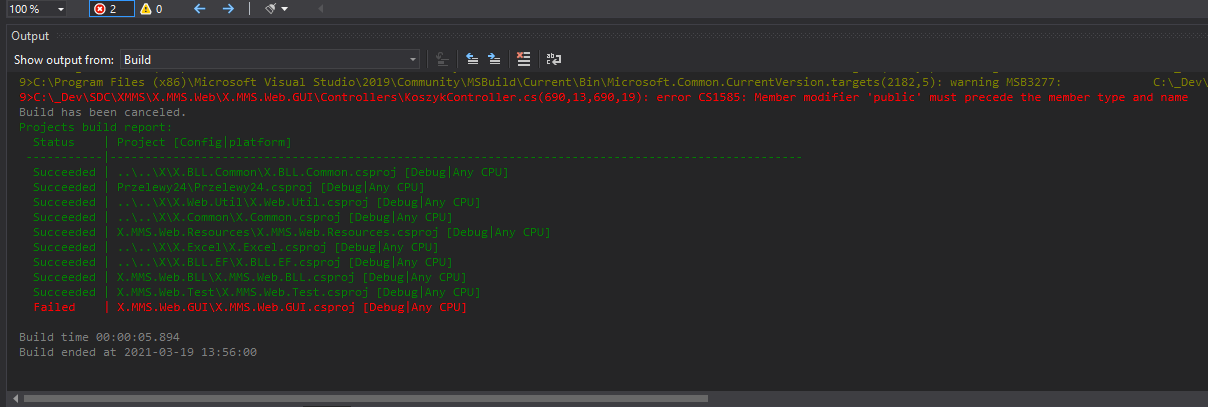 100 %
2
0
Output
Show output from: Build
9>C:\Program Files (x86)\Microsoft Visual Studio\2019\Community\MSBuild\Current\Bin\Microsoft.Common.CurrentVersion.targets(2182,5): warning MSB3277: C:\_Dev\
9>C:\_Dev\SDC\XMMS\X.MMS.Web\X.MMS.Web.GUI\Controllers\KoszykController.cs(690,13,690,19): error CS1585: Member modifier 'public' must precede the member type and name
Build has been canceled.
Projects build report:
Status | Project [Config|platform]
-----------|---------------------------------------------------------------------------------------------------
Succeeded | ..\..\X\X.BLL.Common\X.BLL.Common.csproj [Debug|Any CPU]
Succeeded | Przelewy24\Przelewy24.csproj [Debug|Any CPU]
Succeeded | ..\..\X\X.Web.Util\X.Web.Util.csproj [Debug|Any CPU]
Succeeded | ..\..\X\X.Common\X.Common.csproj [Debug|Any CPU]
Succeeded | X.MMS.Web.Resources\X.MMS.Web.Resources.csproj [Debug|Any CPU]
Succeeded | ..\..\X\X.Excel\X.Excel.csproj [Debug|Any CPU]
Succeeded | ..\..\X\X.BLL.EF\X.BLL.EF.csproj [Debug|Any CPU]
Succeeded | X.MMS.Web.BLL\X.MMS.Web.BLL.csproj [Debug|Any CPU]
Succeeded | X.MMS.Web.Test\X.MMS.Web.Test.csproj [Debug|Any CPU]
Failed | X.MMS.Web.GUI\X.MMS.Web.GUI.csproj [Debug|Any CPU]
Build time 00:00:05.894
Build ended at 2021-03-19 13:56:00